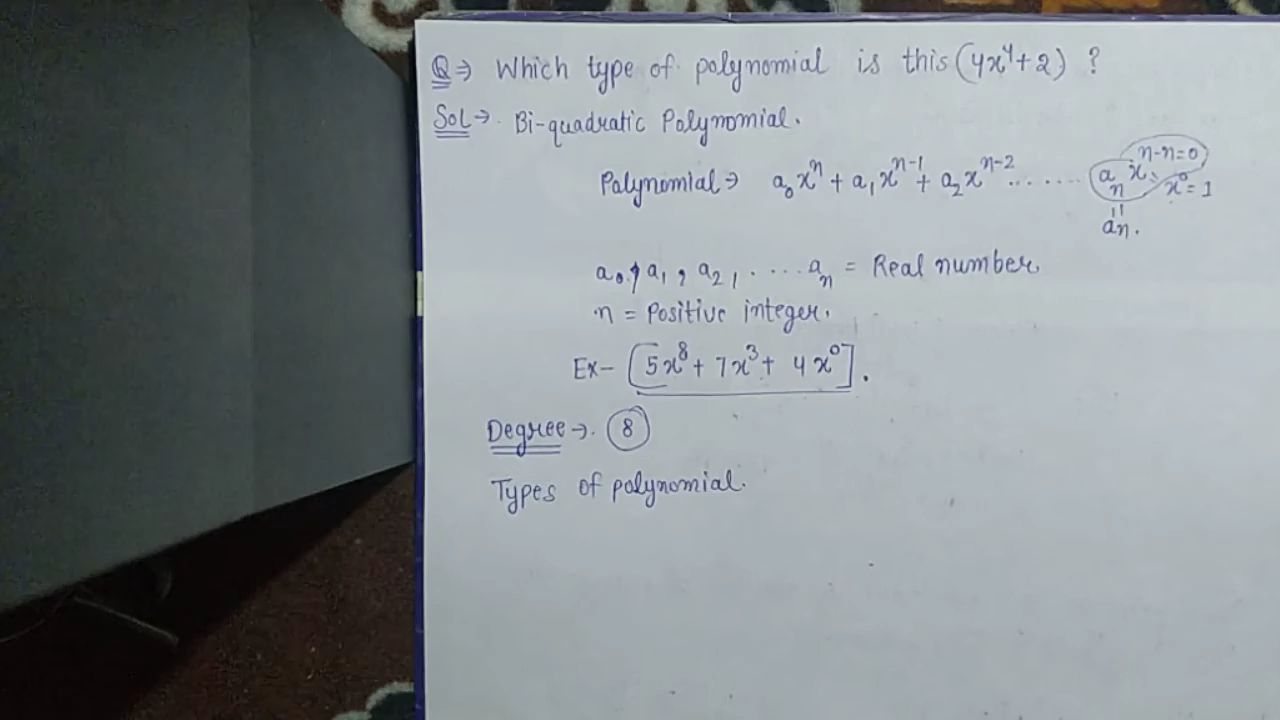 Q⇒ Which type of polynomial is this (4x⁴+2) ?
Sol→. Bi-quadratic Polynomial.
n-n=0
Polynomial⇒ a₀xⁿ + a₁xⁿ⁻¹ + a₂xⁿ⁻² ....... aₙ x. x⁰=1
11
an.
a₀, a₁, a₂, .... aₙ = Real number.
n = Positive integer.
Ex- [5x⁸ + 7x³ + 4x⁰].
Degree→. 8
Types of polynomial.